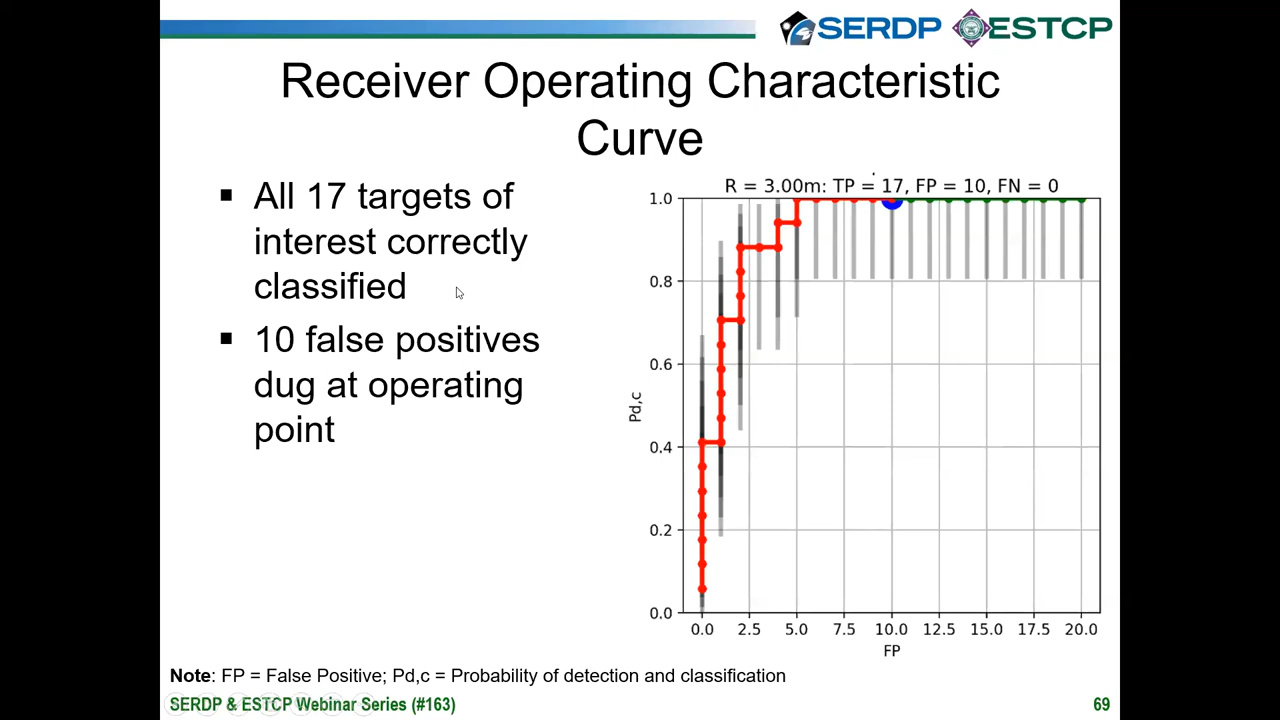 SERDP ESTCP
Receiver Operating Characteristic
Curve
▪ All 17 targets of
interest correctly
classified
▪ 10 false positives
dug at operating
point
R = 3.00m: TP = 17, FP = 10, FN = 0
1.0
0.8
0.6
0.4
0.2
0.0
Pd,c
0.0 2.5 5.0 7.5 10.0 12.5 15.0 17.5 20.0
FP
Note: FP = False Positive; Pd,c = Probability of detection and classification
SERDP & ESTCP Webinar Series (#163) 69